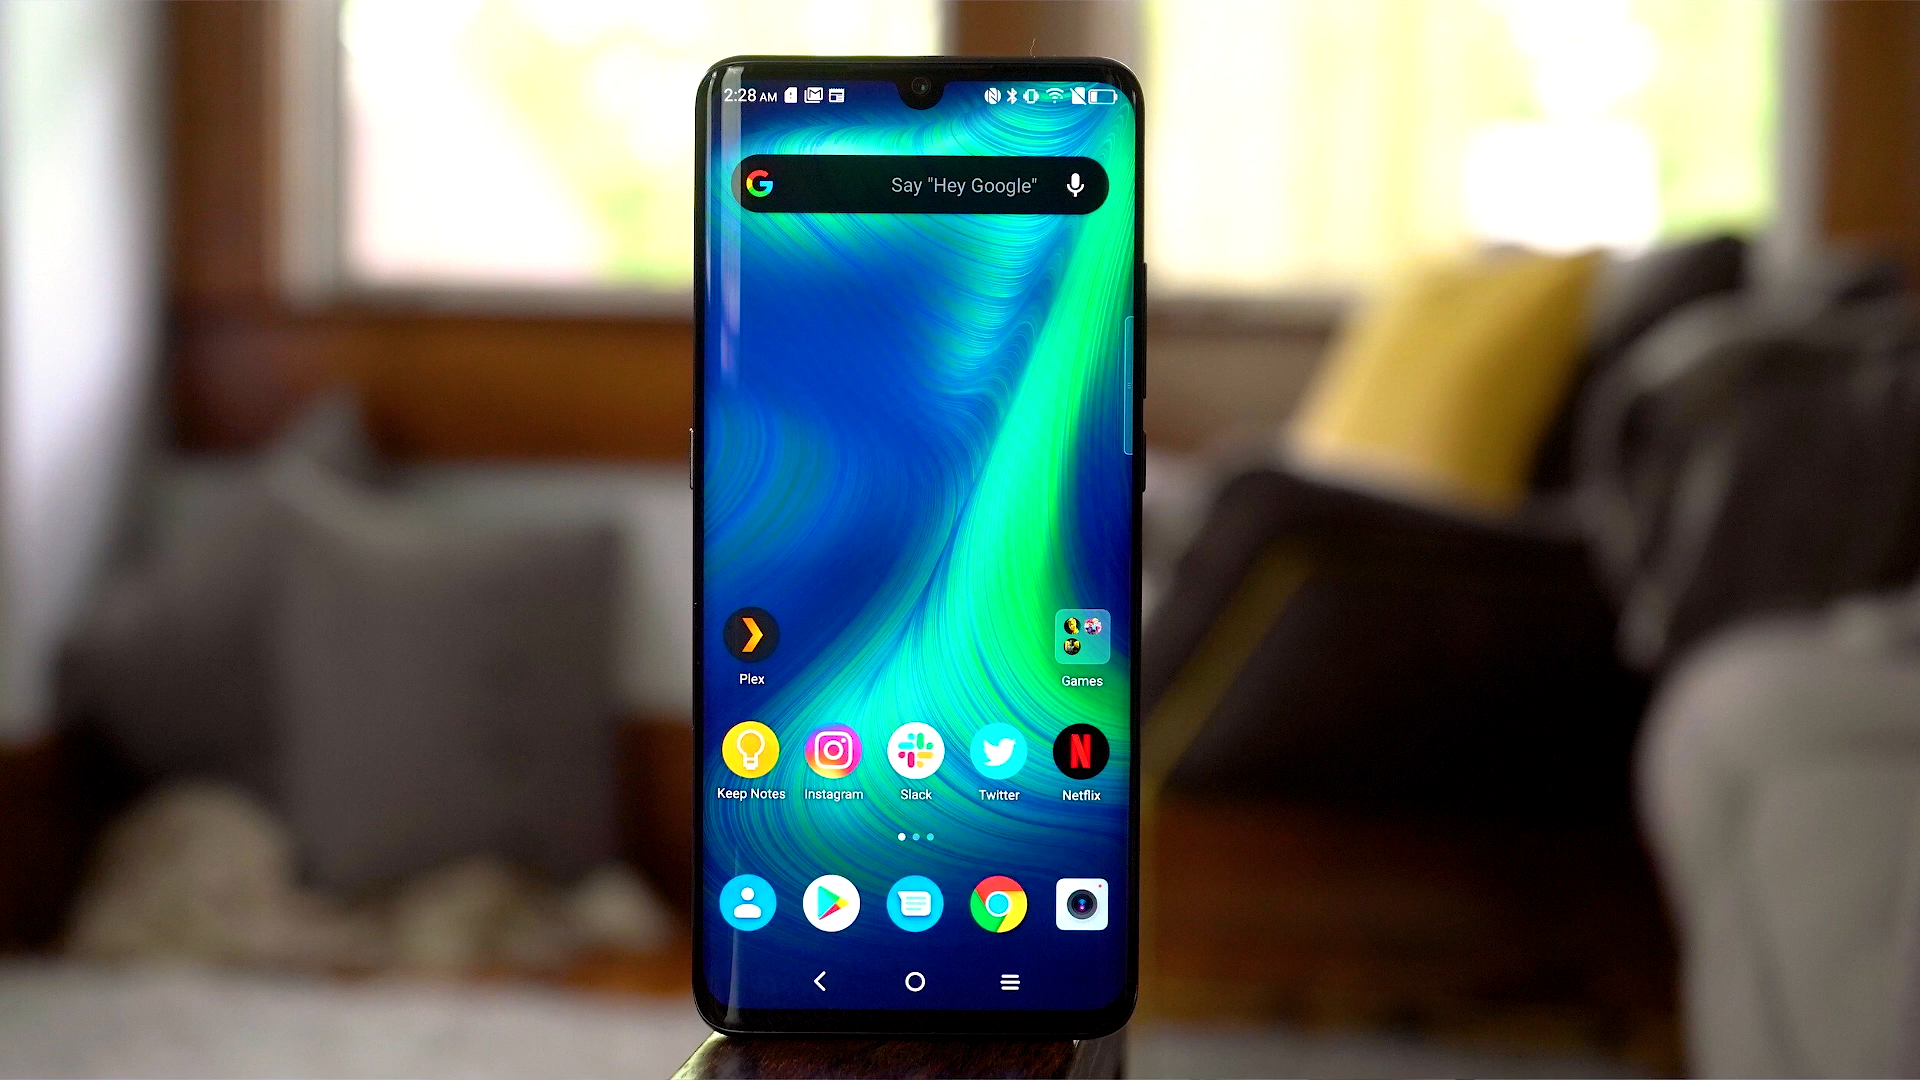 2:28 AM
Say "Hey Google"
Plex
Games
Keep Notes
Instagram
Slack
Twitter
Netflix